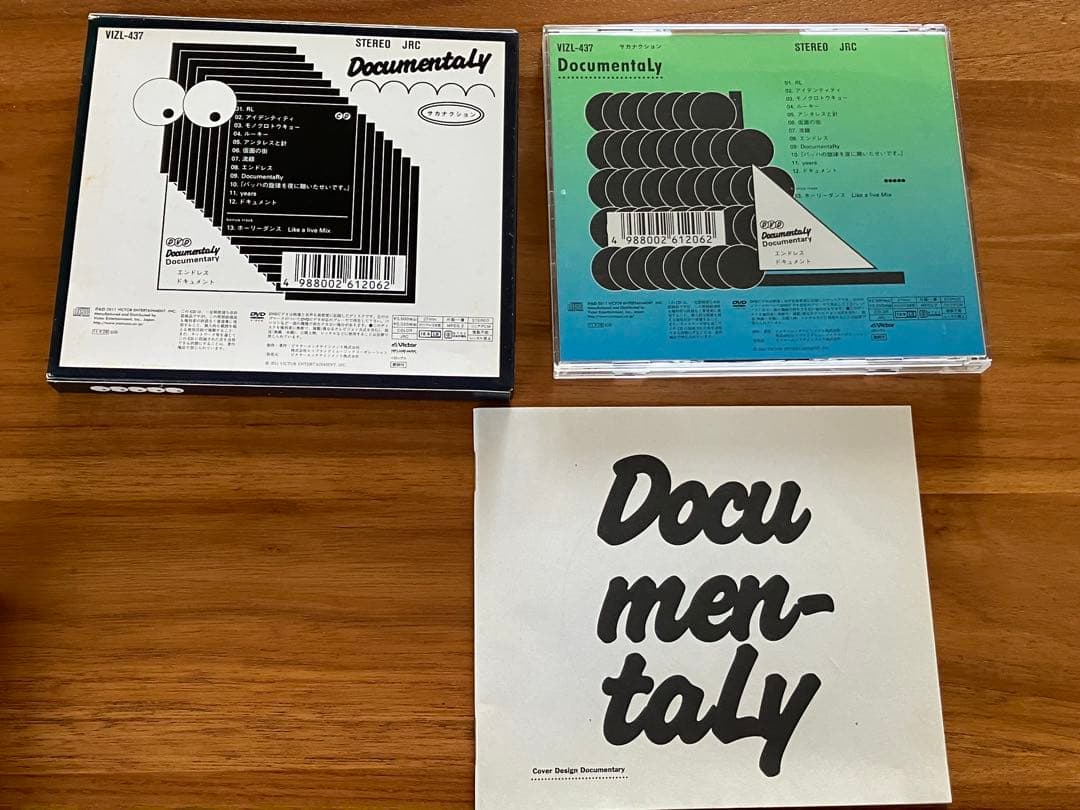 VIZL-437
STEREO JRC
DocumentaLy
サカナクション
CD
01. RL
02. アイデンティティ
03. モノクロトウキョー
04. ルーキー
05. アンタレスと針
06. 仮面の街
07. 流線
08. エンドレス
09. DocumentaRy
10. 『バッハの旋律を夜に聴いたせいです。』
11. years
12. ドキュメント
bonus track
13. ホーリーダンス Like a live Mix
DVD
DocumentaLy
Documentary
エンドレス
ドキュメント
4 988002 612062
Victor
VIZL-437 サカナクション
STEREO JRC
DocumentaLy
01. RL
02. アイデンティティ
03. モノクロトウキョー
04. ルーキー
05. アンタレスと針
06. 仮面の街
07. 流線
08. エンドレス
09. DocumentaRy
10. 『バッハの旋律を夜に聴いたせいです。』
11. years
12. ドキュメント
bonus track
13. ホーリーダンス Like a live Mix
4 988002 612062
DVD
DocumentaLy
Documentary
エンドレス
ドキュメント
Victor
Docu
men-
taLy
Cover Design Documentary